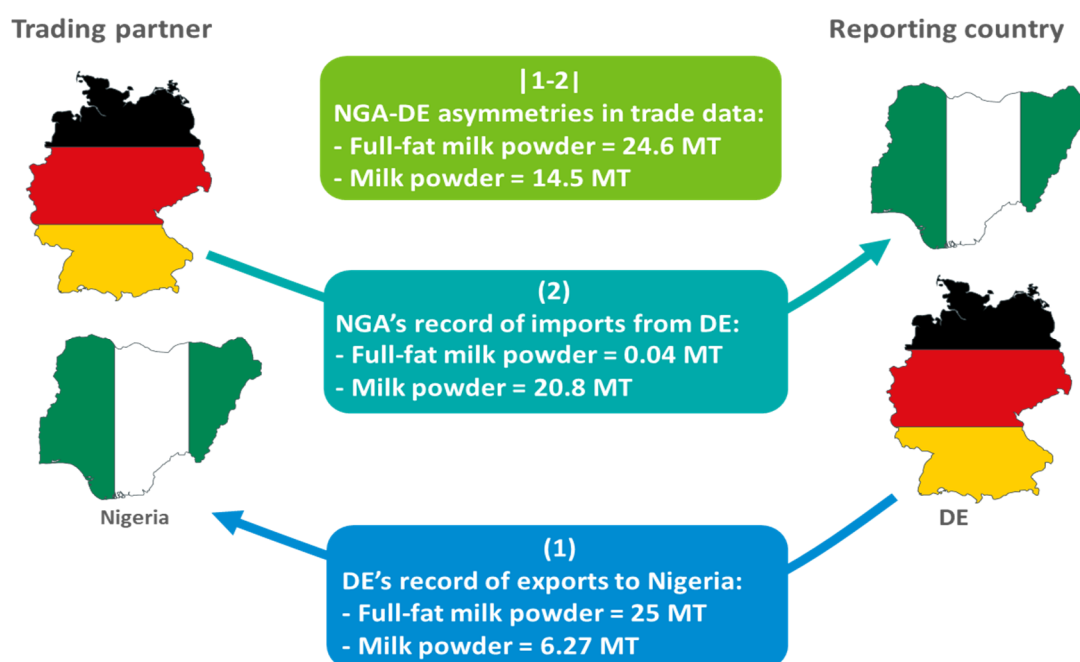 Trading partner
Reporting country
|1-2|
NGA-DE asymmetries in trade data:
- Full-fat milk powder = 24.6 MT
- Milk powder = 14.5 MT
(2)
NGA’s record of imports from DE:
- Full-fat milk powder = 0.04 MT
- Milk powder = 20.8 MT
Nigeria
DE
(1)
DE’s record of exports to Nigeria:
- Full-fat milk powder = 25 MT
- Milk powder = 6.27 MT